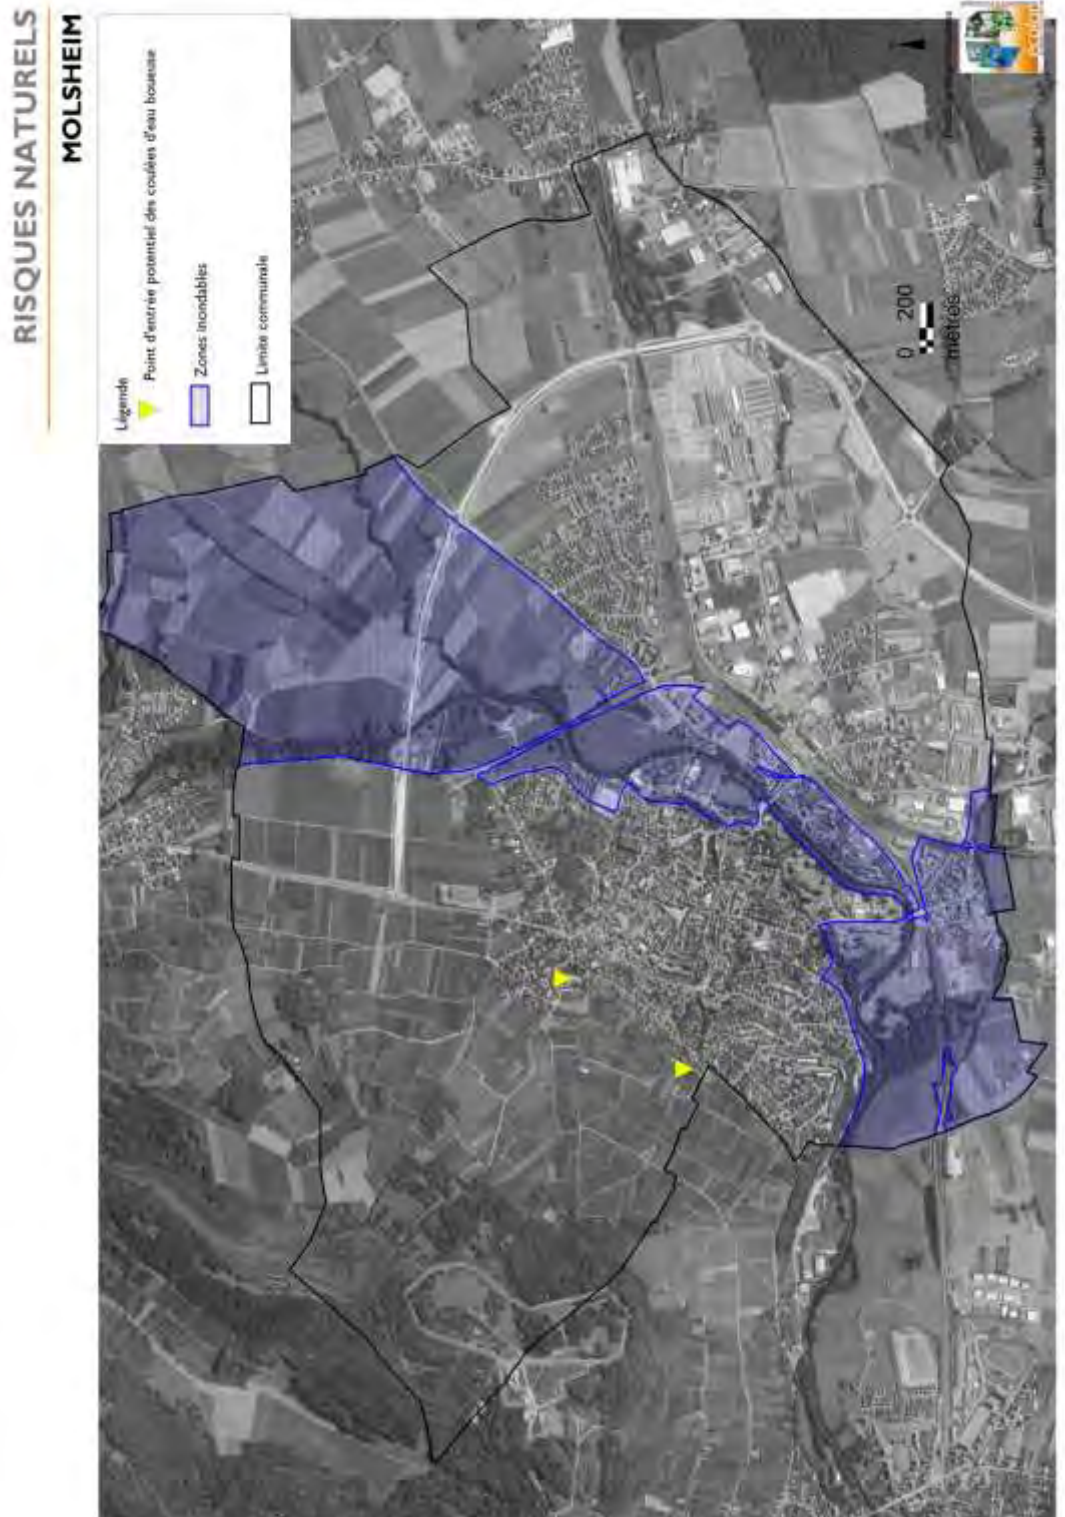 RISQUES NATURELS
MOLSHEIM
Légende
Point d'entrée potentiel des coulées d'eau boueuse
Zones inondables
Limite communale
0 200
mètres